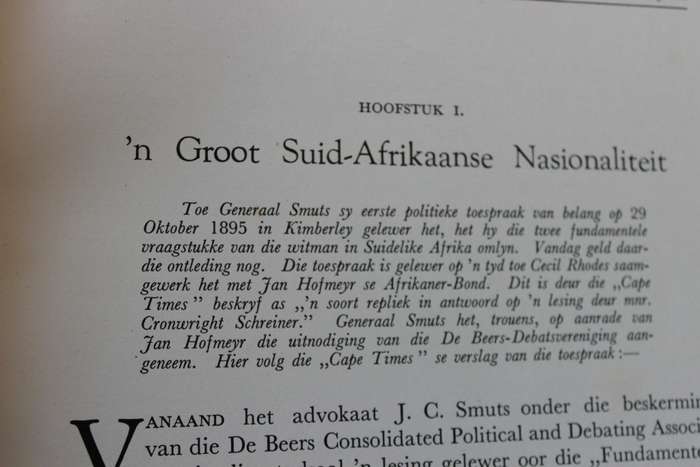 HOOFSTUK I.
'n Groot Suid-Afrikaanse Nasionaliteit
Toe Generaal Smuts sy eerste politieke toespraak van belang op 29
Oktober 1895 in Kimberley gelewer het, het hy die twee fundamentele
vraagstukke van die witman in Suidelike Afrika omlyn. Vandag geld daar-
die ontleding nog. Die toespraak is gelewer op 'n tyd toe Cecil Rhodes saam-
gewerk het met Jan Hofmeyr se Afrikaner-Bond. Dit is deur die „Cape
Times” beskryf as „'n soort repliek in antwoord op 'n lesing deur mnr.
Cronwright Schreiner.” Generaal Smuts het, trouens, op aanrade van
Jan Hofmeyr die uitnodiging van die De Beers-Debatsvereniging aan-
geneem. Hier volg die „Cape Times” se verslag van die toespraak:—
VANAAND het advokaat J. C. Smuts onder die beskermin
van die De Beers Consolidated Political and Debating Associ
'n lesing gelewer oor die „Fundament